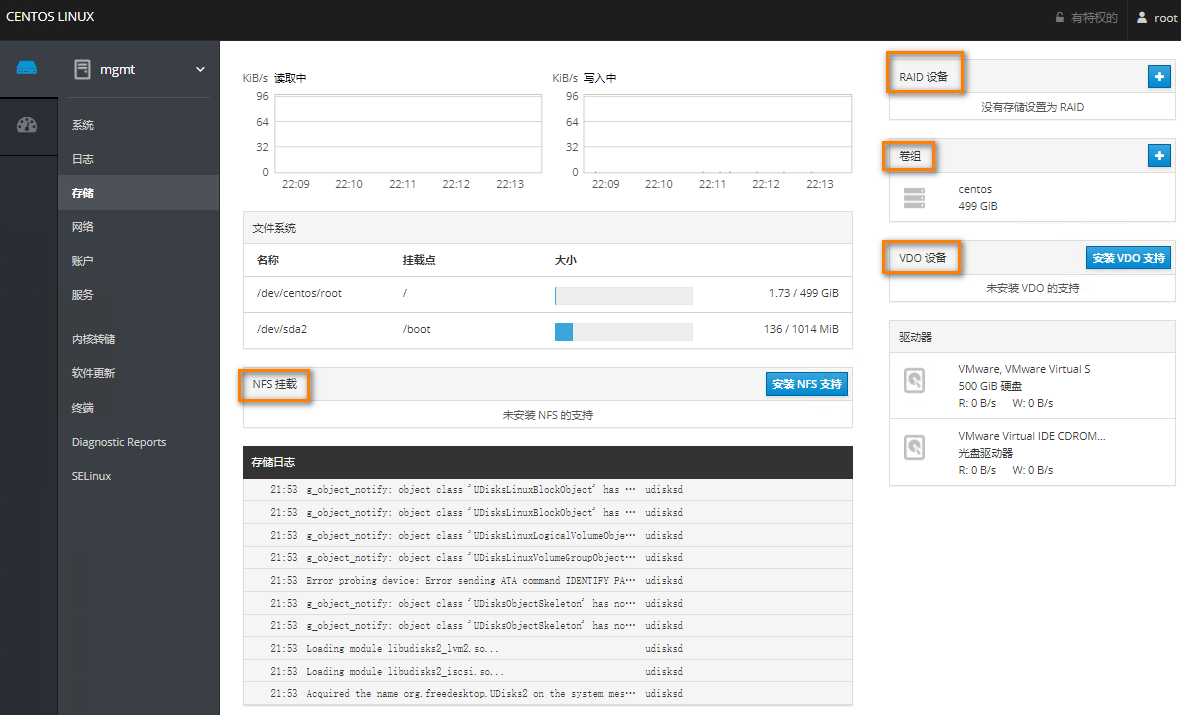 CENTOS LINUX
有特权的
root
mgmt
系统
日志
存储
网络
账户
服务
内核转储
软件更新
终端
Diagnostic Reports
SELinux
KiB/s 读取中
96
64
32
0
22:09 22:10 22:11 22:12 22:13
KiB/s 写入中
96
64
32
0
22:09 22:10 22:11 22:12 22:13
文件系统
名称 挂载点 大小
/dev/centos/root / 1.73 / 499 GiB
/dev/sda2 /boot 136 / 1014 MiB
NFS 挂载 安装 NFS 支持
未安装 NFS 的支持
存储日志
21:53 g_object_notify: object class 'UDisksLinuxBlockObject' has … udisksd
21:53 g_object_notify: object class 'UDisksLinuxBlockObject' has … udisksd
21:53 g_object_notify: object class 'UDisksLinuxLogicalVolumeObje… udisksd
21:53 g_object_notify: object class 'UDisksLinuxVolumeGroupObject… udisksd
21:53 Error probing device: Error sending ATA command IDENTIFY PA… udisksd
21:53 g_object_notify: object class 'UDisksObjectSkeleton' has no… udisksd
21:53 g_object_notify: object class 'UDisksObjectSkeleton' has no… udisksd
21:53 Loading module libudisks2_lvm2.so... udisksd
21:53 Loading module libudisks2_iscsi.so... udisksd
21:53 Acquired the name org.freedesktop.UDisks2 on the system mes… udisksd
RAID 设备
没有存储设置为 RAID
卷组
centos
499 GiB
VDO 设备 安装 VDO 支持
未安装 VDO 的支持
驱动器
VMware, VMware Virtual S
500 GiB 硬盘
R: 0 B/s W: 0 B/s
VMware Virtual IDE CDROM...
光盘驱动器
R: 0 B/s W: 0 B/s